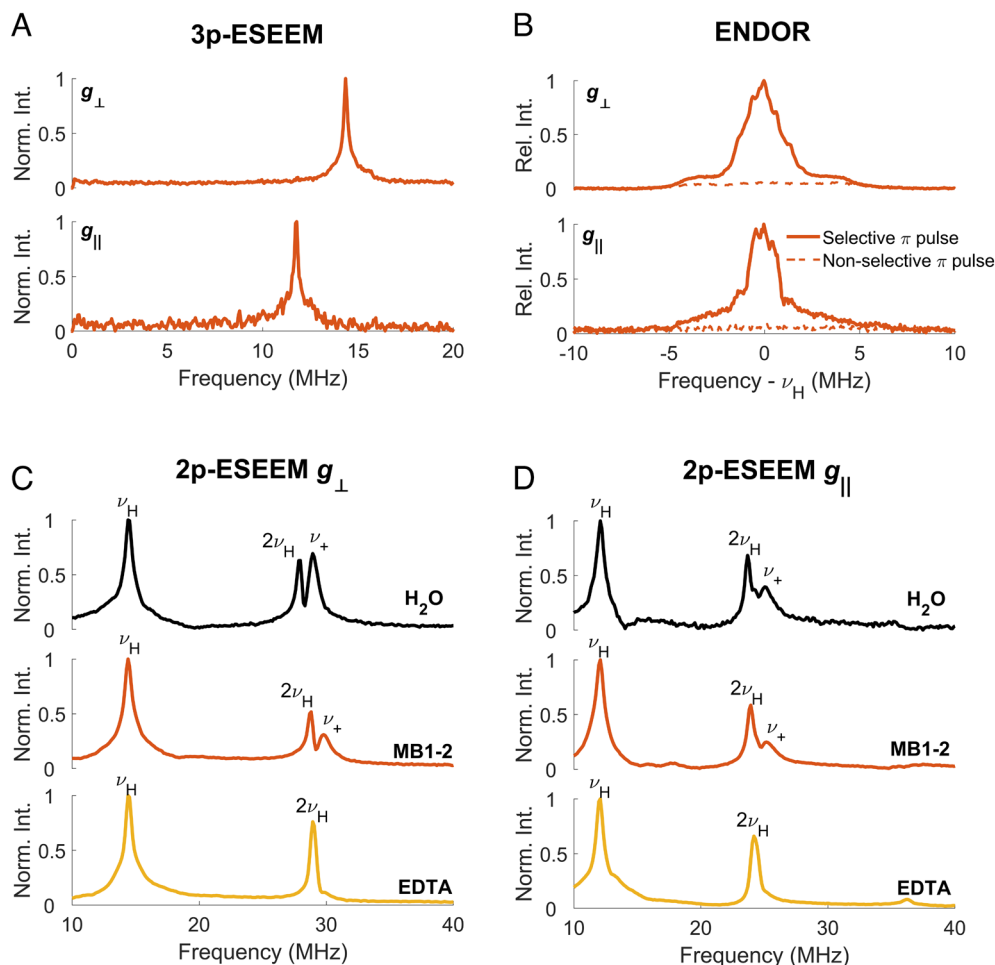 A
3p-ESEEM
g⊥
Norm. Int.
1
0.5
0
g||
Norm. Int.
1
0.5
0
0 5 10 15 20
Frequency (MHz)
B
ENDOR
g⊥
Rel. Int.
1
0.5
0
g||
Selective π pulse
Non-selective π pulse
Rel. Int.
1
0.5
0
-10 -5 0 5 10
Frequency - νH (MHz)
C
2p-ESEEM g⊥
νH
2νH ν+
H2O
Norm. Int.
1
0.5
0
νH
2νH ν+
MB1-2
Norm. Int.
1
0.5
0
νH
2νH
EDTA
Norm. Int.
1
0.5
0
10 20 30 40
Frequency (MHz)
D
2p-ESEEM g||
νH
2νH ν+
H2O
Norm. Int.
1
0.5
0
νH
2νH ν+
MB1-2
Norm. Int.
1
0.5
0
νH
2νH
EDTA
Norm. Int.
1
0.5
0
10 20 30 40
Frequency (MHz)